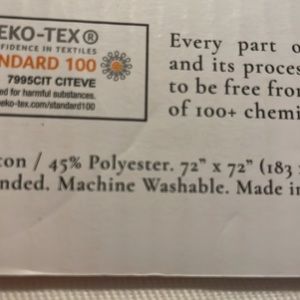 EKO-TEX®
NFIDENCE IN TEXTILES
NDARD 100
7995CIT CITEVE
ed for harmful substances.
eko-tex.com/standard100
Every part o
and its proces
to be free from
of 100+ chemi
ton / 45% Polyester. 72" x 72" (183
nded. Machine Washable. Made in